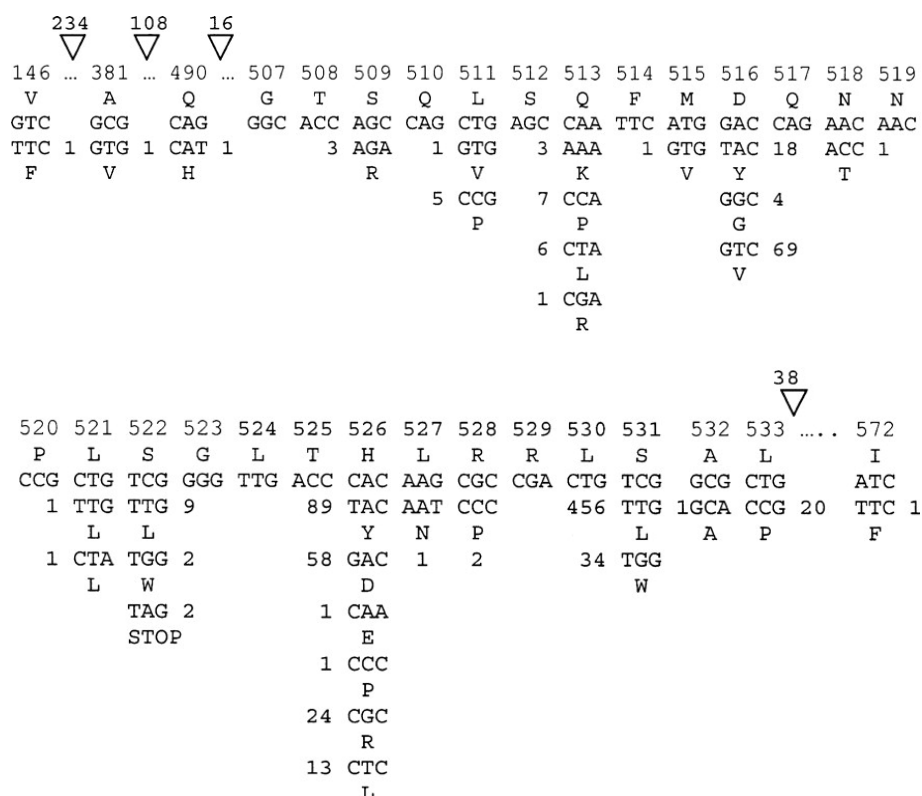 234 108 16
146 … 381 … 490 … 507 508 509 510 511 512 513 514 515 516 517 518 519
V A Q G T S Q L S Q F M D Q N N
GTC GCG CAG GGC ACC AGC CAG CTG AGC CAA TTC ATG GAC CAG AAC AAC
TTC 1 GTG 1 CAT 1 3 AGA 1 GTG 3 AAA 1 GTG TAC 18 ACC 1
F V H R V K V Y T
5 CCG 7 CCA GGC 4
P P G
6 CTA GTC 69
L V
1 CGA
R
38
520 521 522 523 524 525 526 527 528 529 530 531 532 533 ….. 572
P L S G L T H L R R L S A L I
CCG CTG TCG GGG TTG ACC CAC AAG CGC CGA CTG TCG GCG CTG ATC
1 TTG TTG 9 89 TAC AAT CCC 456 TTG 1GCA CCG 20 TTC 1
L L Y N P L A P F
1 CTA TGG 2 58 GAC 1 2 34 TGG
L W D W
TAG 2 1 CAA
STOP E
1 CCC
P
24 CGC
R
13 CTC
L